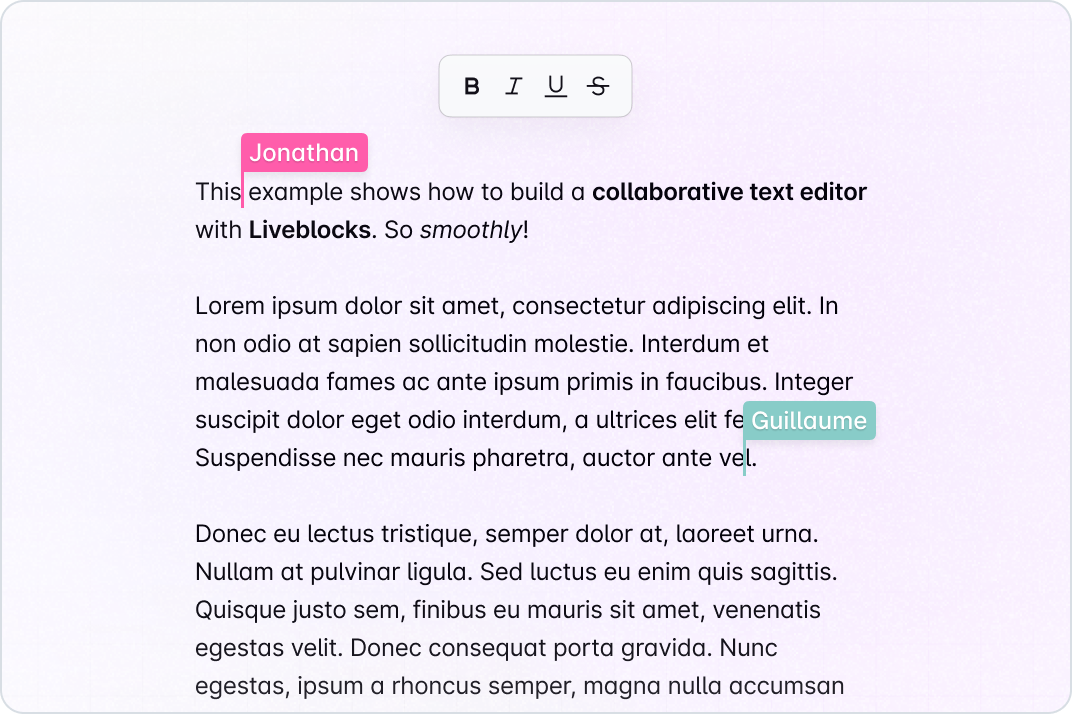 B I U S
Jonathan
This example shows how to build a collaborative text editor
with Liveblocks. So smoothly!
Lorem ipsum dolor sit amet, consectetur adipiscing elit. In
non odio at sapien sollicitudin molestie. Interdum et
malesuada fames ac ante ipsum primis in faucibus. Integer
suscipit dolor eget odio interdum, a ultrices elit
Guillaume
Suspendisse nec mauris pharetra, auctor ante vel.
Donec eu lectus tristique, semper dolor at, laoreet urna.
Nullam at pulvinar ligula. Sed luctus eu enim quis sagittis.
Quisque justo sem, finibus eu mauris sit amet, venenatis
egestas velit. Donec consequat porta gravida. Nunc
egestas, ipsum a rhoncus semper, magna nulla accumsan